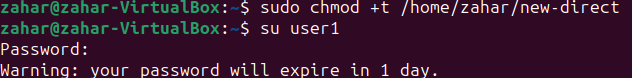 zahar@zahar-VirtualBox:~$ sudo chmod +t /home/zahar/new-direct
zahar@zahar-VirtualBox:~$ su user1
Password:
Warning: your password will expire in 1 day.